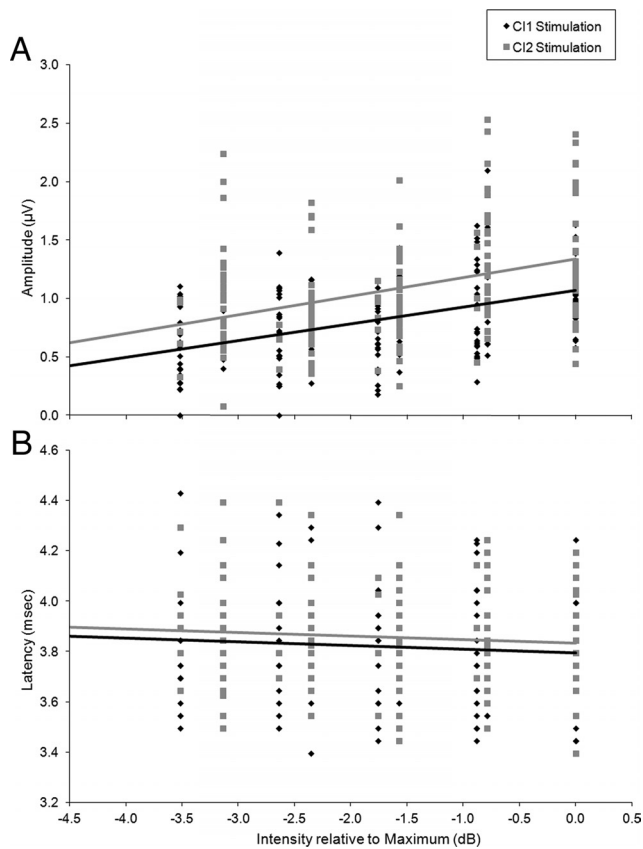 CI1 Stimulation
CI2 Stimulation
A
3.0
2.5
2.0
1.5
1.0
0.5
0.0
Amplitude (µV)
B
4.6
4.4
4.2
4.0
3.8
3.6
3.4
3.2
Latency (msec)
-4.5 -4.0 -3.5 -3.0 -2.5 -2.0 -1.5 -1.0 -0.5 0.0 0.5
Intensity relative to Maximum (dB)